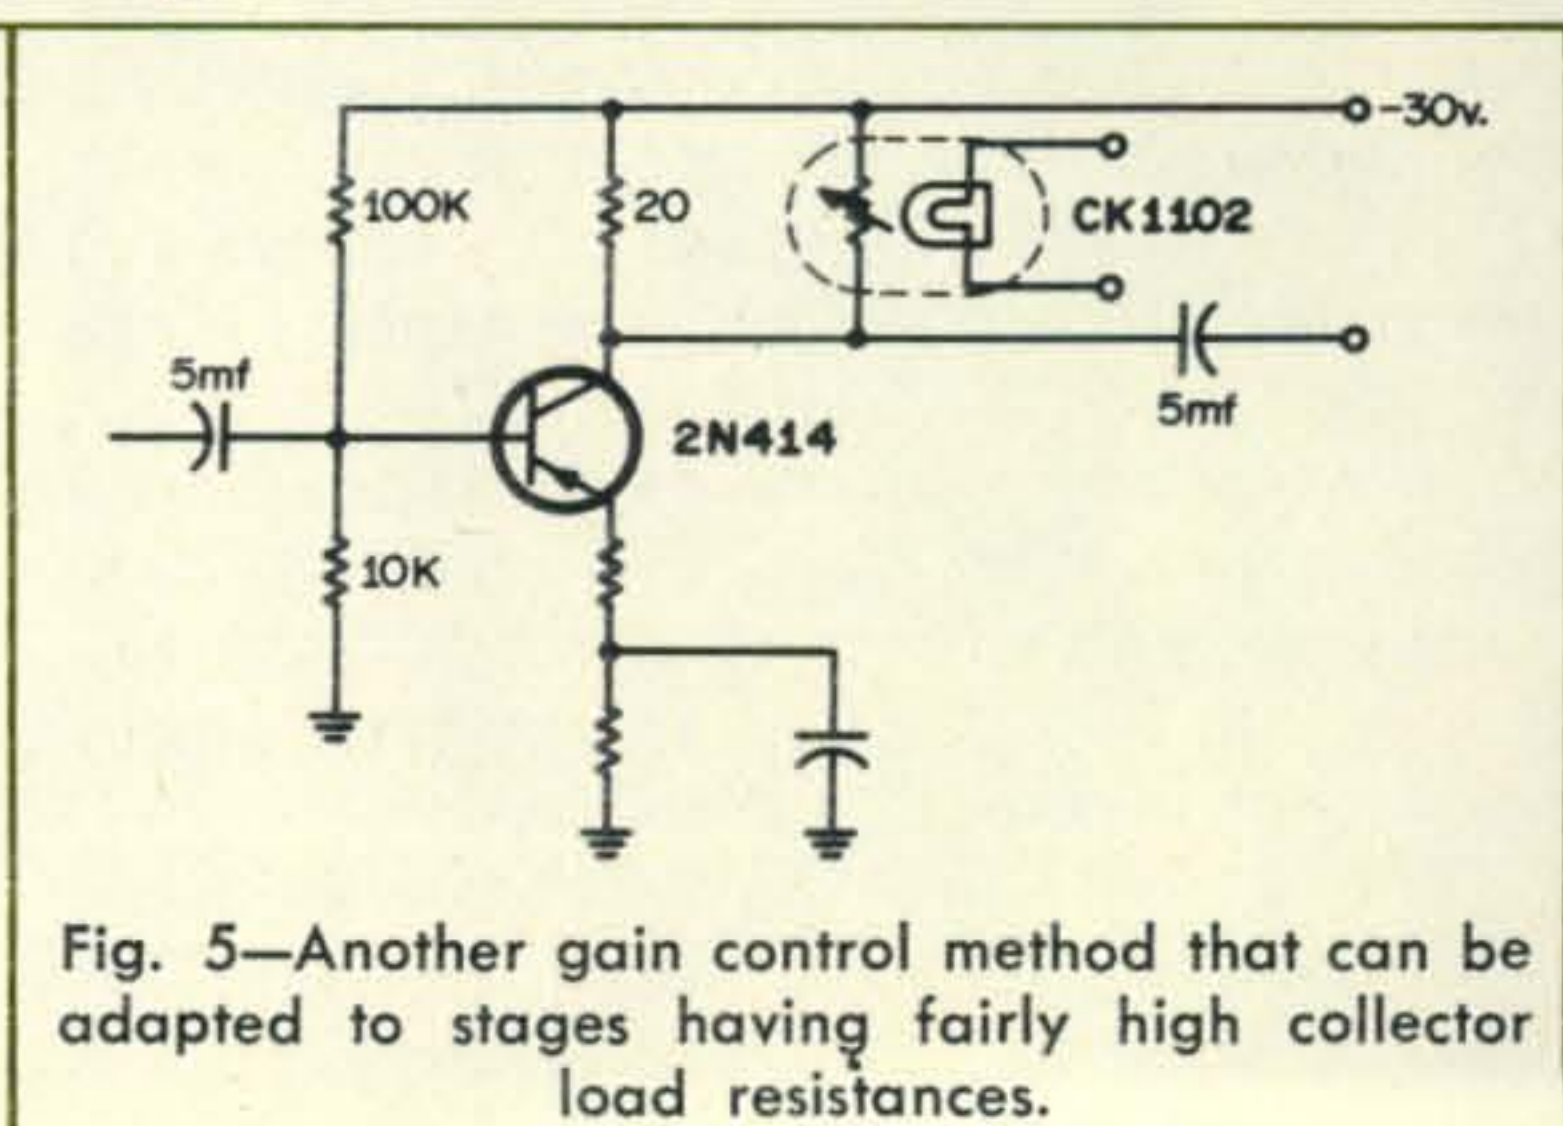 -30v.
100K
20
CK1102
5mf
5mf
2N414
10K
Fig. 5—Another gain control method that can be
adapted to stages having fairly high collector
load resistances.